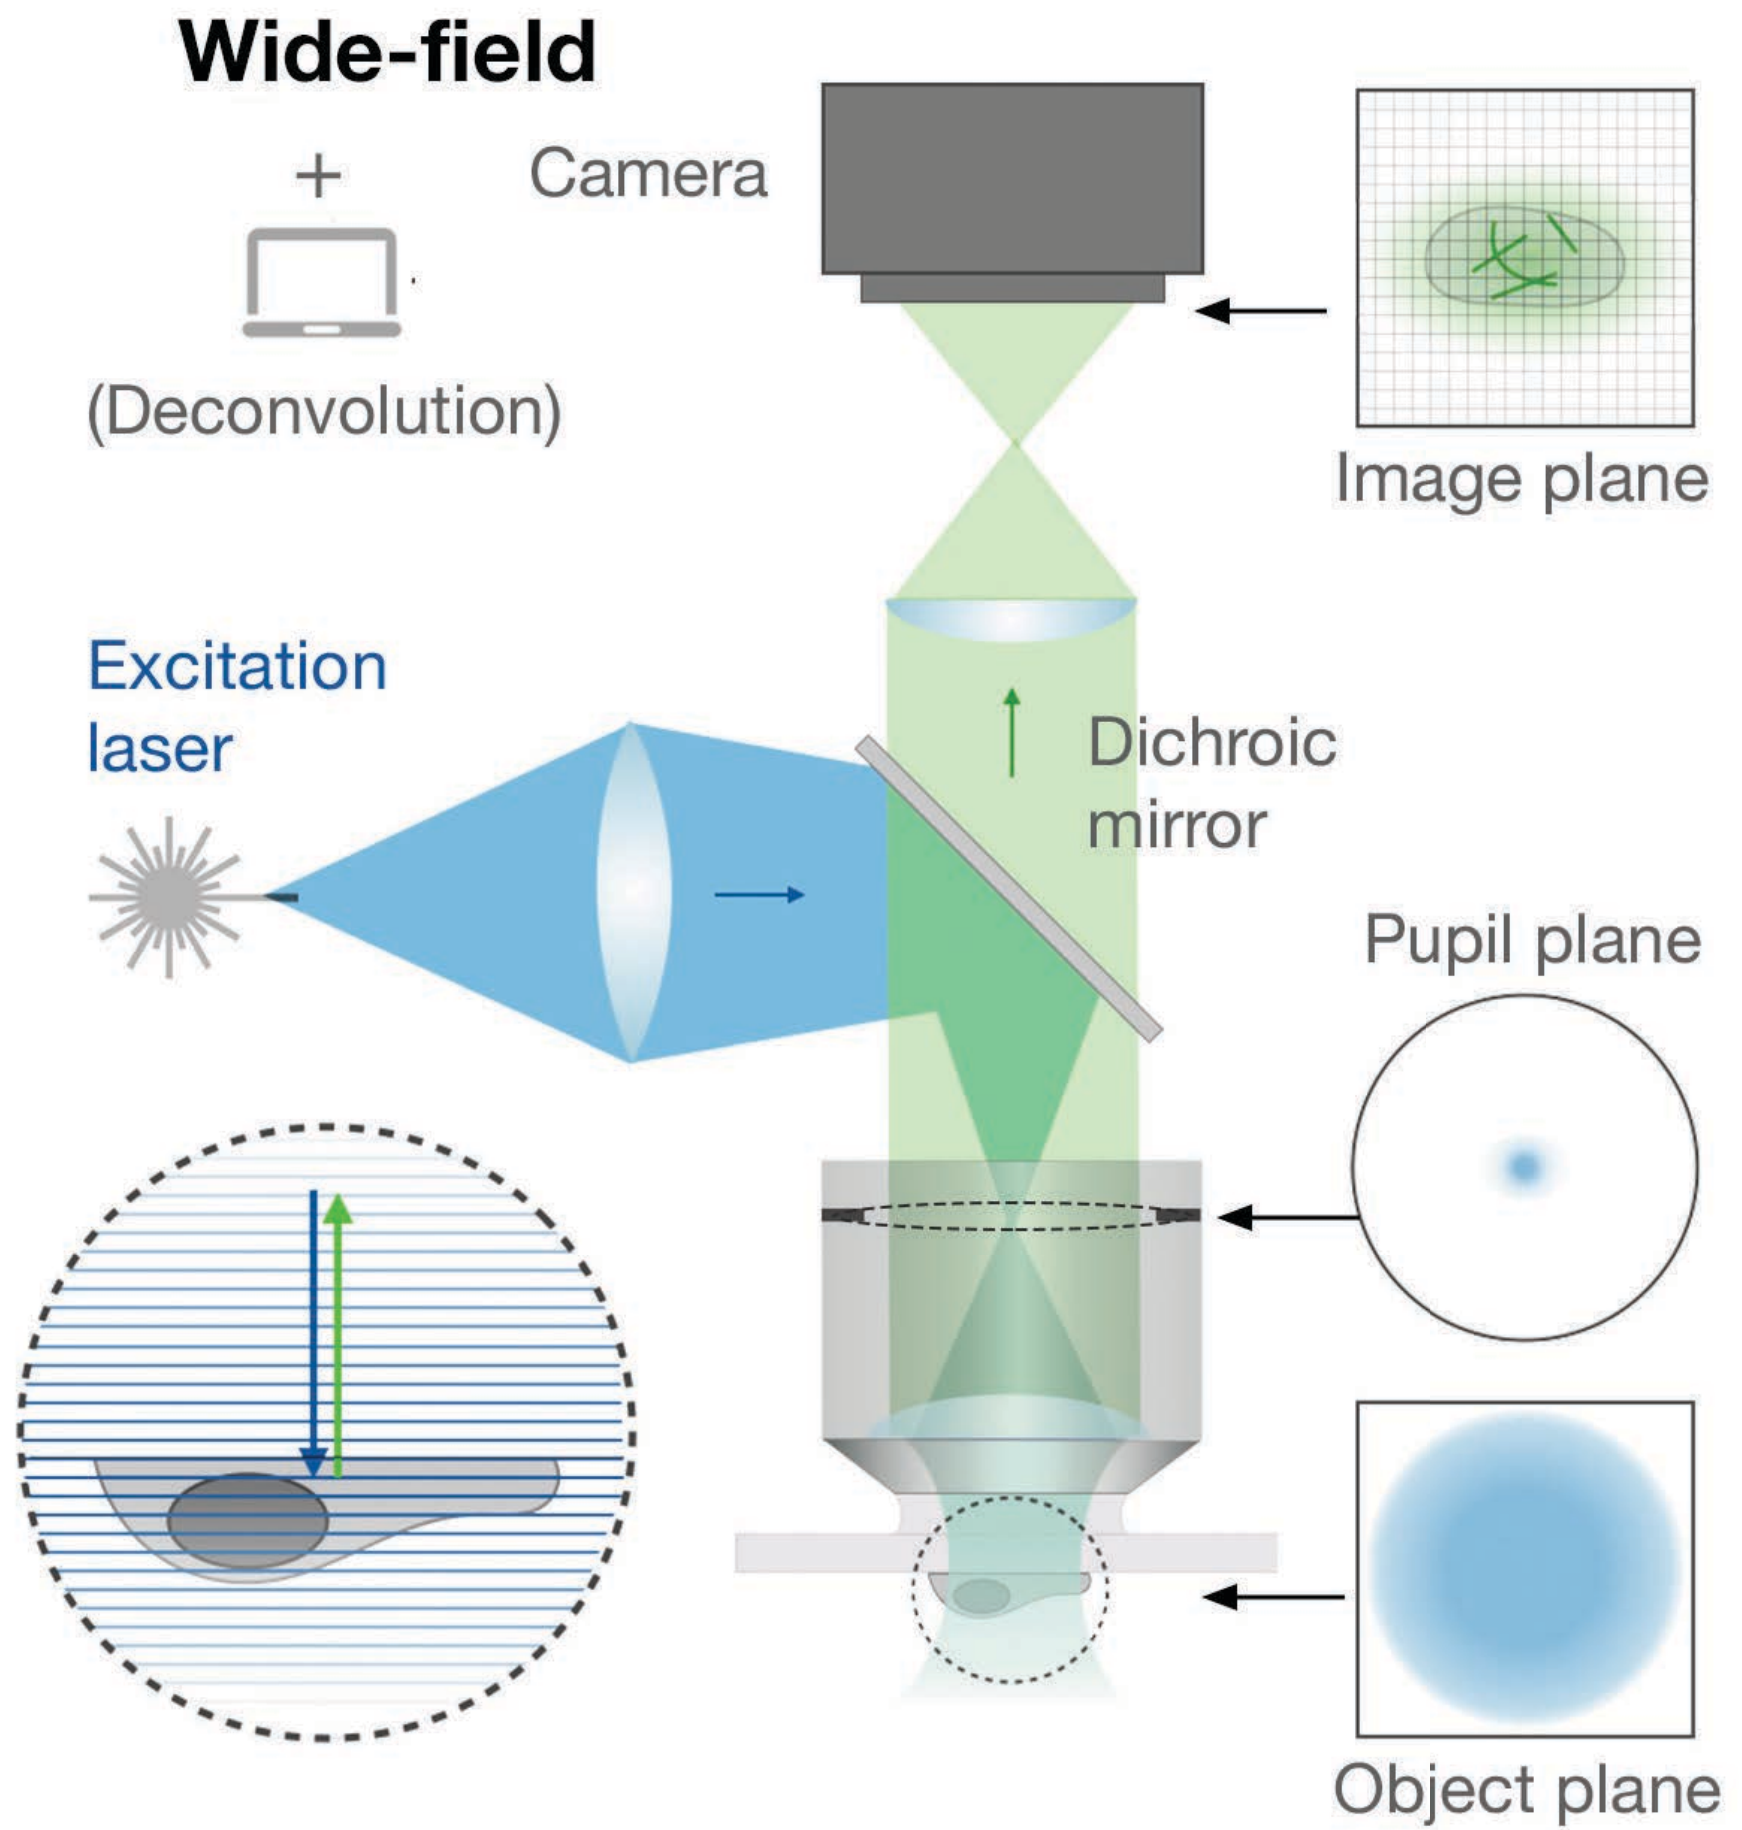 Wide-field
+
Camera
(Deconvolution)
Image plane
Excitation
laser
Dichroic
mirror
Pupil plane
Object plane